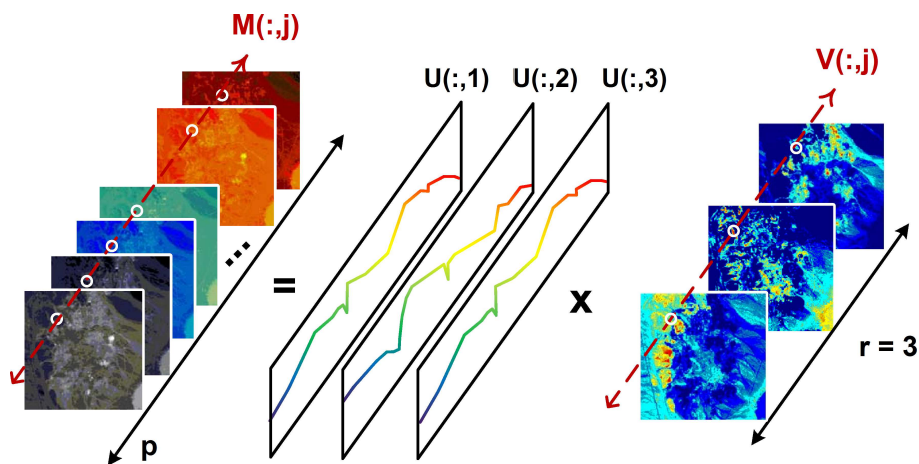 M(:,j)
U(:,1)
U(:,2)
U(:,3)
V(:,j)
...
=
x
r = 3
p